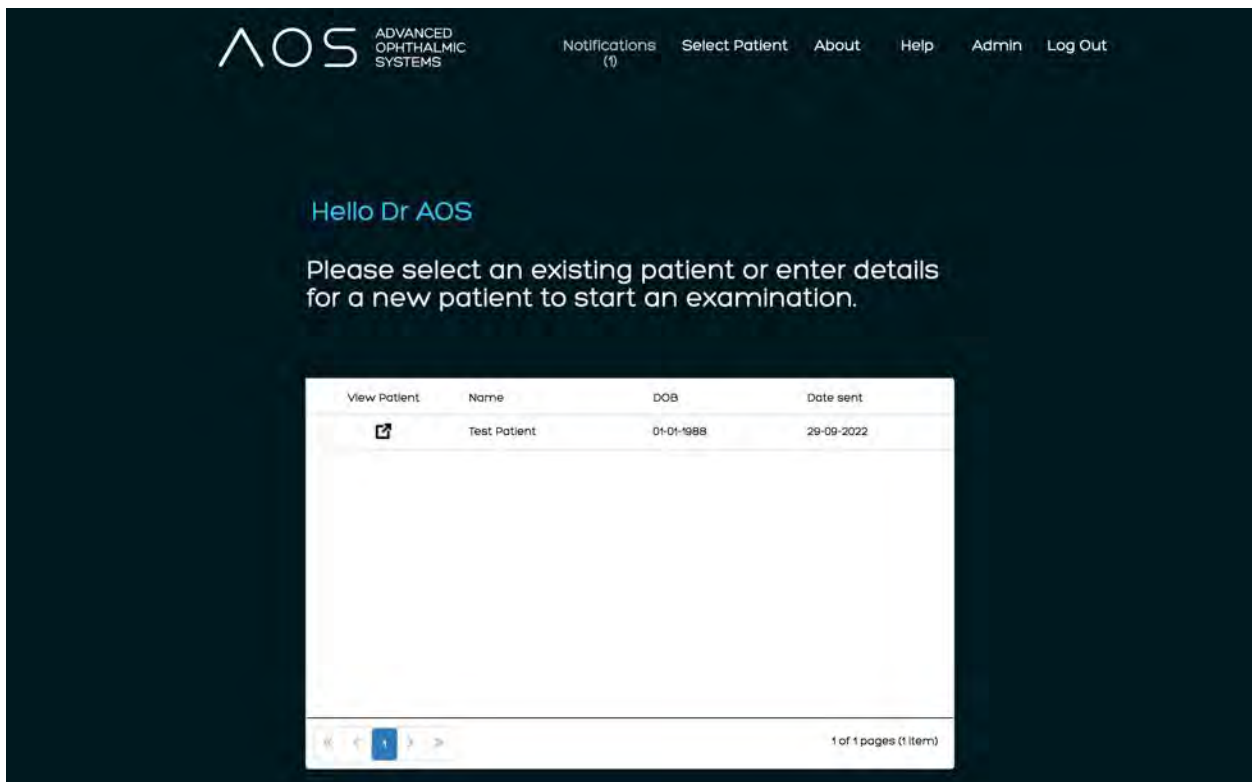 AOS
ADVANCED
OPHTHALMIC
SYSTEMS
Notifications Select Patient About Help Admin Log Out
(1)
Hello Dr AOS
Please select an existing patient or enter details
for a new patient to start an examination.
View Patient Name DOB Date sent
Test Patient 01-01-1988 29-09-2022
« < 1 > »
1 of 1 pages (1 item)